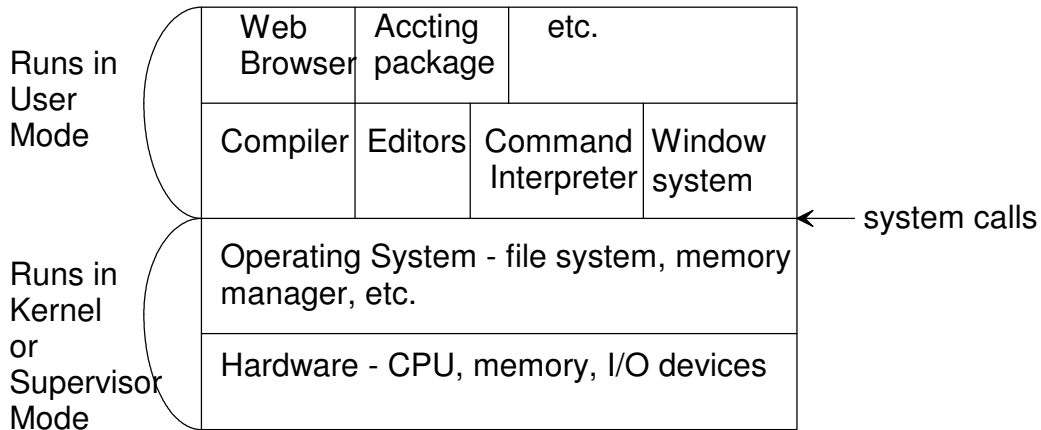 Runs in
User
Mode
Web
Browser
Accting
package
etc.
Compiler
Editors
Command
Interpreter
Window
system
system calls
Runs in
Kernel
or
Supervisor
Mode
Operating System - file system, memory
manager, etc.
Hardware - CPU, memory, I/O devices